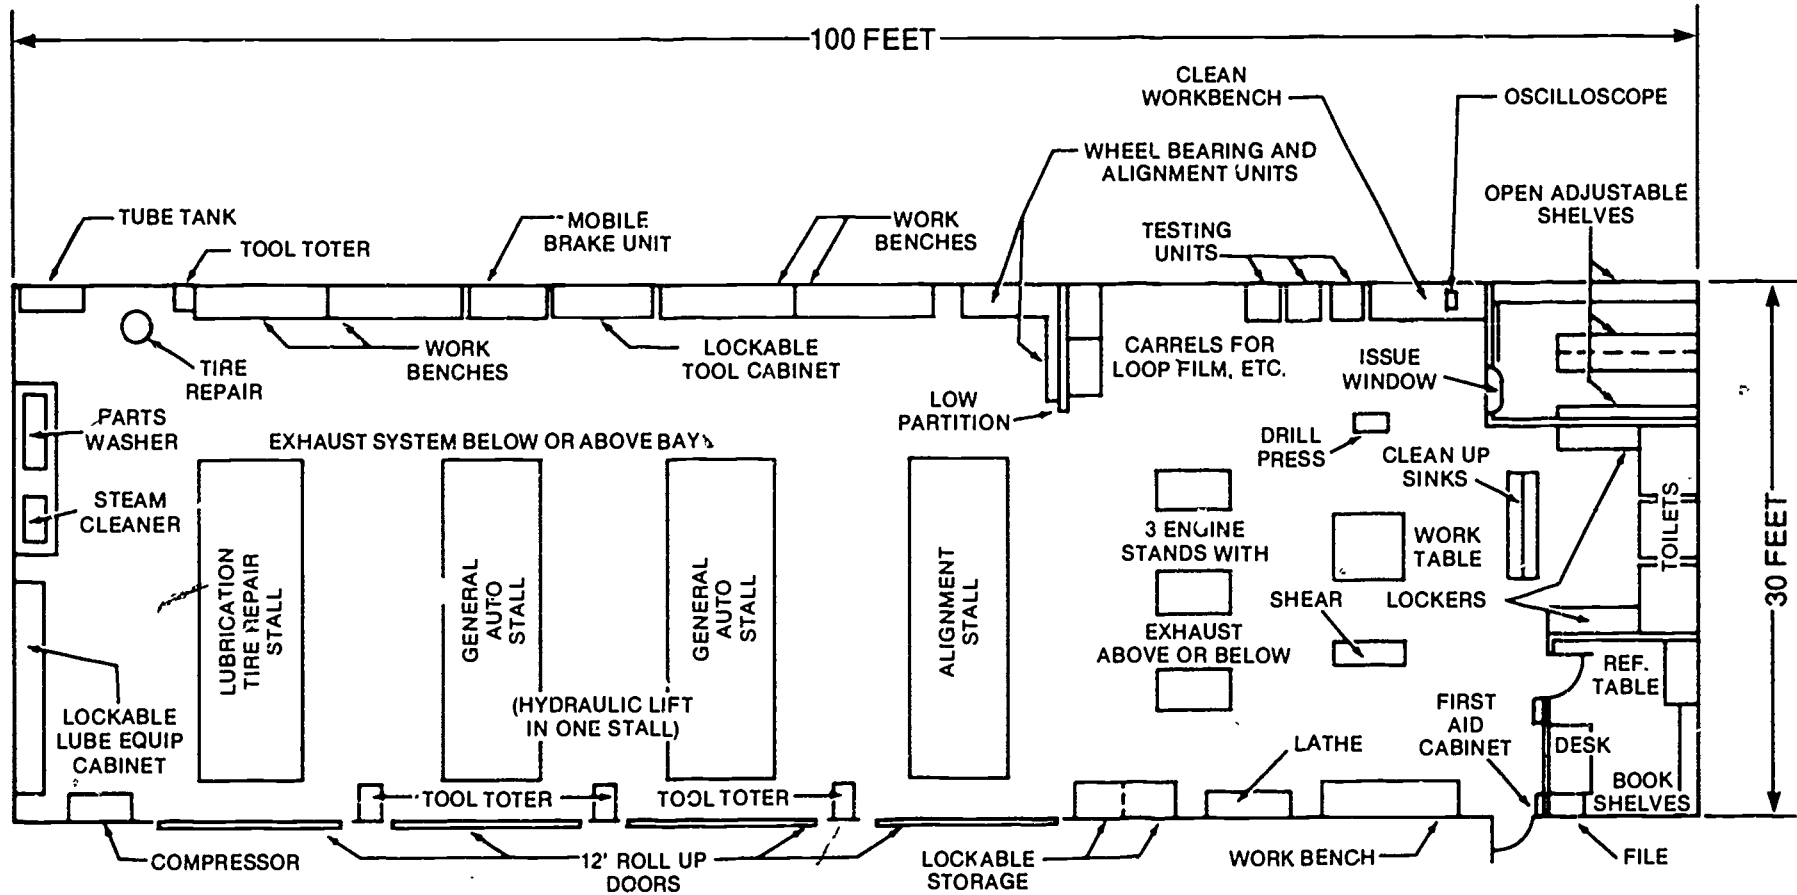 100 FEET
CLEAN
WORKBENCH
OSCILLOSCOPE
WHEEL BEARING AND
ALIGNMENT UNITS
OPEN ADJUSTABLE
SHELVES
TUBE TANK
TOOL TOTER
MOBILE
BRAKE UNIT
WORK
BENCHES
TESTING
UNITS
TIRE
REPAIR
WORK
BENCHES
LOCKABLE
TOOL CABINET
CARRELS FOR
LOOP FILM, ETC.
ISSUE
WINDOW
LOW
PARTITION
PARTS
WASHER
EXHAUST SYSTEM BELOW OR ABOVE BAYS
DRILL
PRESS
CLEAN UP
SINKS
STEAM
CLEANER
LUBRICATION
TIRE REPAIR
STALL
GENERAL
AUTO
STALL
GENERAL
AUTO
STALL
ALIGNMENT
STALL
3 ENGINE
STANDS WITH
EXHAUST
ABOVE OR BELOW
WORK
TABLE
TOILETS
30 FEET
SHEAR
LOCKERS
(HYDRAULIC LIFT
IN ONE STALL)
LOCKABLE
LUBE EQUIP
CABINET
REF.
TABLE
FIRST
AID
CABINET
DESK
LATHE
BOOK
SHELVES
TOOL TOTER
TOOL TOTER
COMPRESSOR
12' ROLL UP
DOORS
LOCKABLE
STORAGE
WORK BENCH
FILE